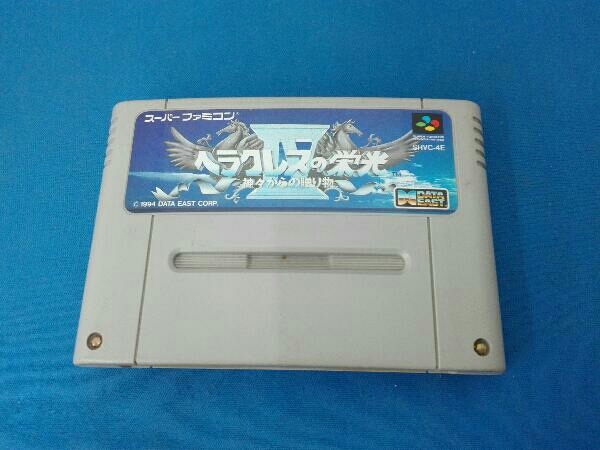 スーパーファミコン
SHVC-4E
IV
ヘラクレスの栄光
TM
神々からの贈り物
© 1994 DATA EAST CORP.
DATA
EAST